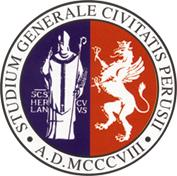 · STUDIUM GENERALE CIVITATIS PERUSII ·
A.D. MCCCVIII
SCS HER LAN
CV VS